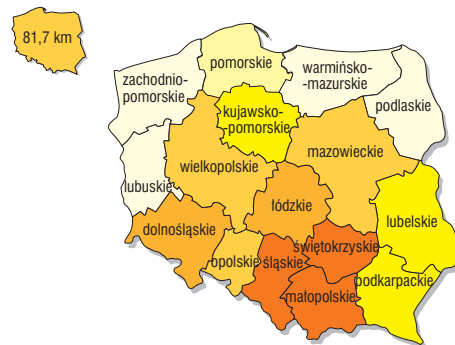 81,7 km
pomorskie
warmińsko-
-mazurskie
zachodnio-
pomorskie
podlaskie
kujawsko-
pomorskie
wielkopolskie
mazowieckie
lubuskie
łódzkie
lubelskie
dolnośląskie
świętokrzyskie
opolskie
śląskie
podkarpackie
małopolskie